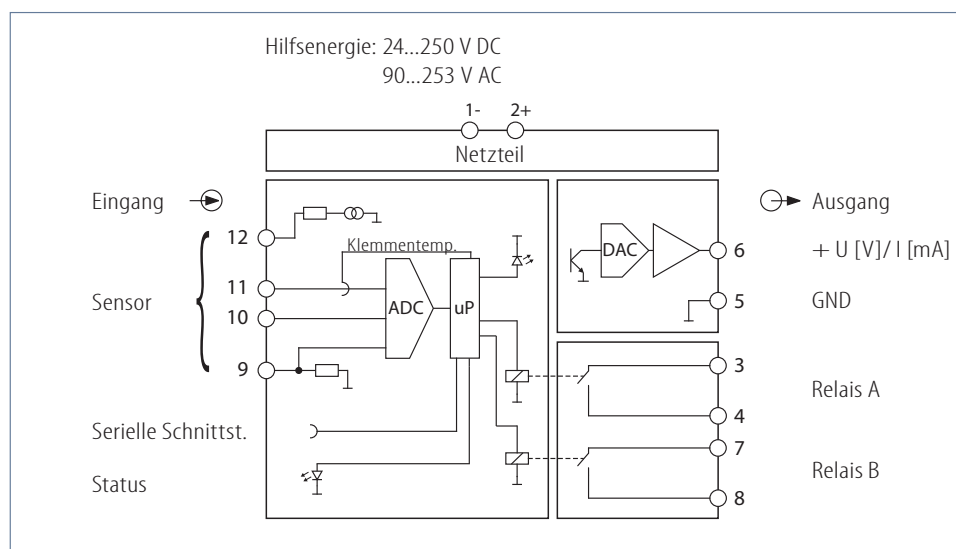 Hilfsenergie: 24...250 V DC
90...253 V AC
1-
2+
Netzteil
Eingang
Ausgang
12
Klemmentemp.
DAC
6
+ U [V]/ I [mA]
Sensor
11
ADC
uP
5
GND
10
9
3
Relais A
4
Serielle Schnittst.
7
Relais B
Status
8